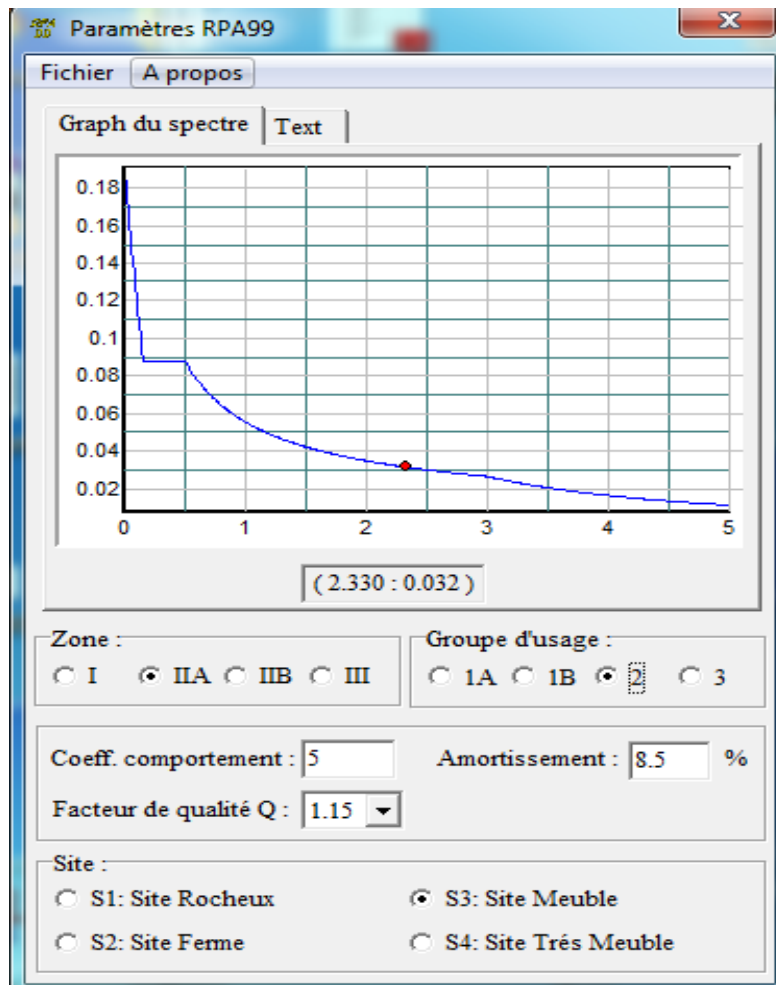 Paramètres RPA99
Fichier A propos
Graph du spectre Text
0.18
0.16
0.14
0.12
0.1
0.08
0.06
0.04
0.02
0 1 2 3 4 5
( 2.330 : 0.032 )
Zone :
I IIA IIB III
Groupe d'usage :
1A 1B 2 3
Coeff. comportement : 5 Amortissement : 8.5 %
Facteur de qualité Q : 1.15
Site :
S1: Site Rocheux S3: Site Meuble
S2: Site Ferme S4: Site Trés Meuble